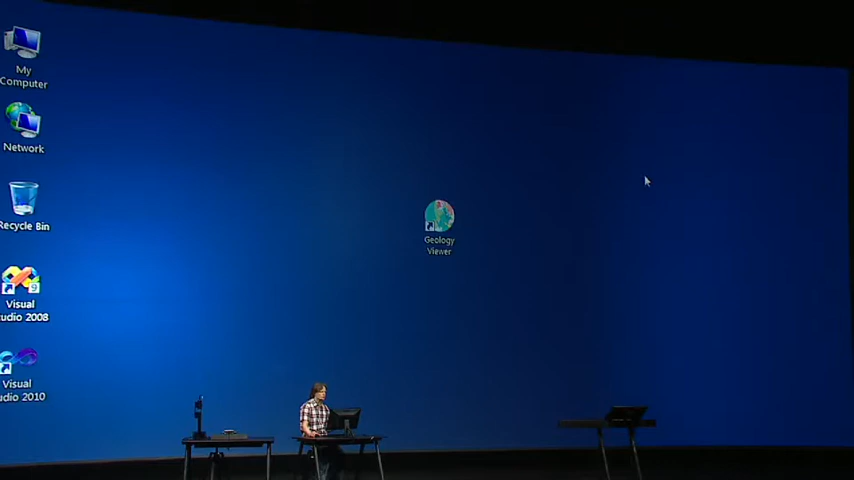 My
Computer
Network
Recycle Bin
Visual
udio 2008
Visual
udio 2010
Geology
Viewer